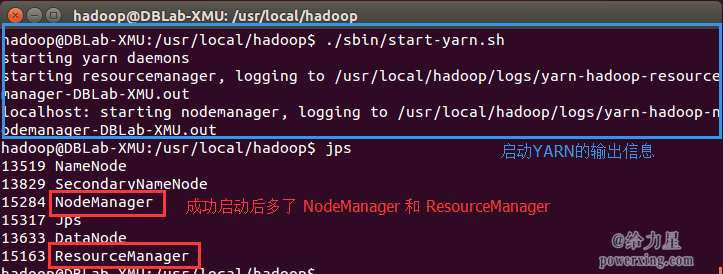 hadoop@DBLab-XMU: /usr/local/hadoop
hadoop@DBLab-XMU:/usr/local/hadoop$ ./sbin/start-yarn.sh
starting yarn daemons
starting resourcemanager, logging to /usr/local/hadoop/logs/yarn-hadoop-resource
manager-DBLab-XMU.out
localhost: starting nodemanager, logging to /usr/local/hadoop/logs/yarn-hadoop-n
odemanager-DBLab-XMU.out
hadoop@DBLab-XMU:/usr/local/hadoop$ jps
启动YARN的输出信息
13519 NameNode
13829 SecondaryNameNode
15284 NodeManager
成功启动后多了 NodeManager 和 ResourceManager
15317 Jps
13633 DataNode
15163 ResourceManager
@给力星
powerxing.com
hadoop@DBLab-XMU:/usr/local/hadoop$